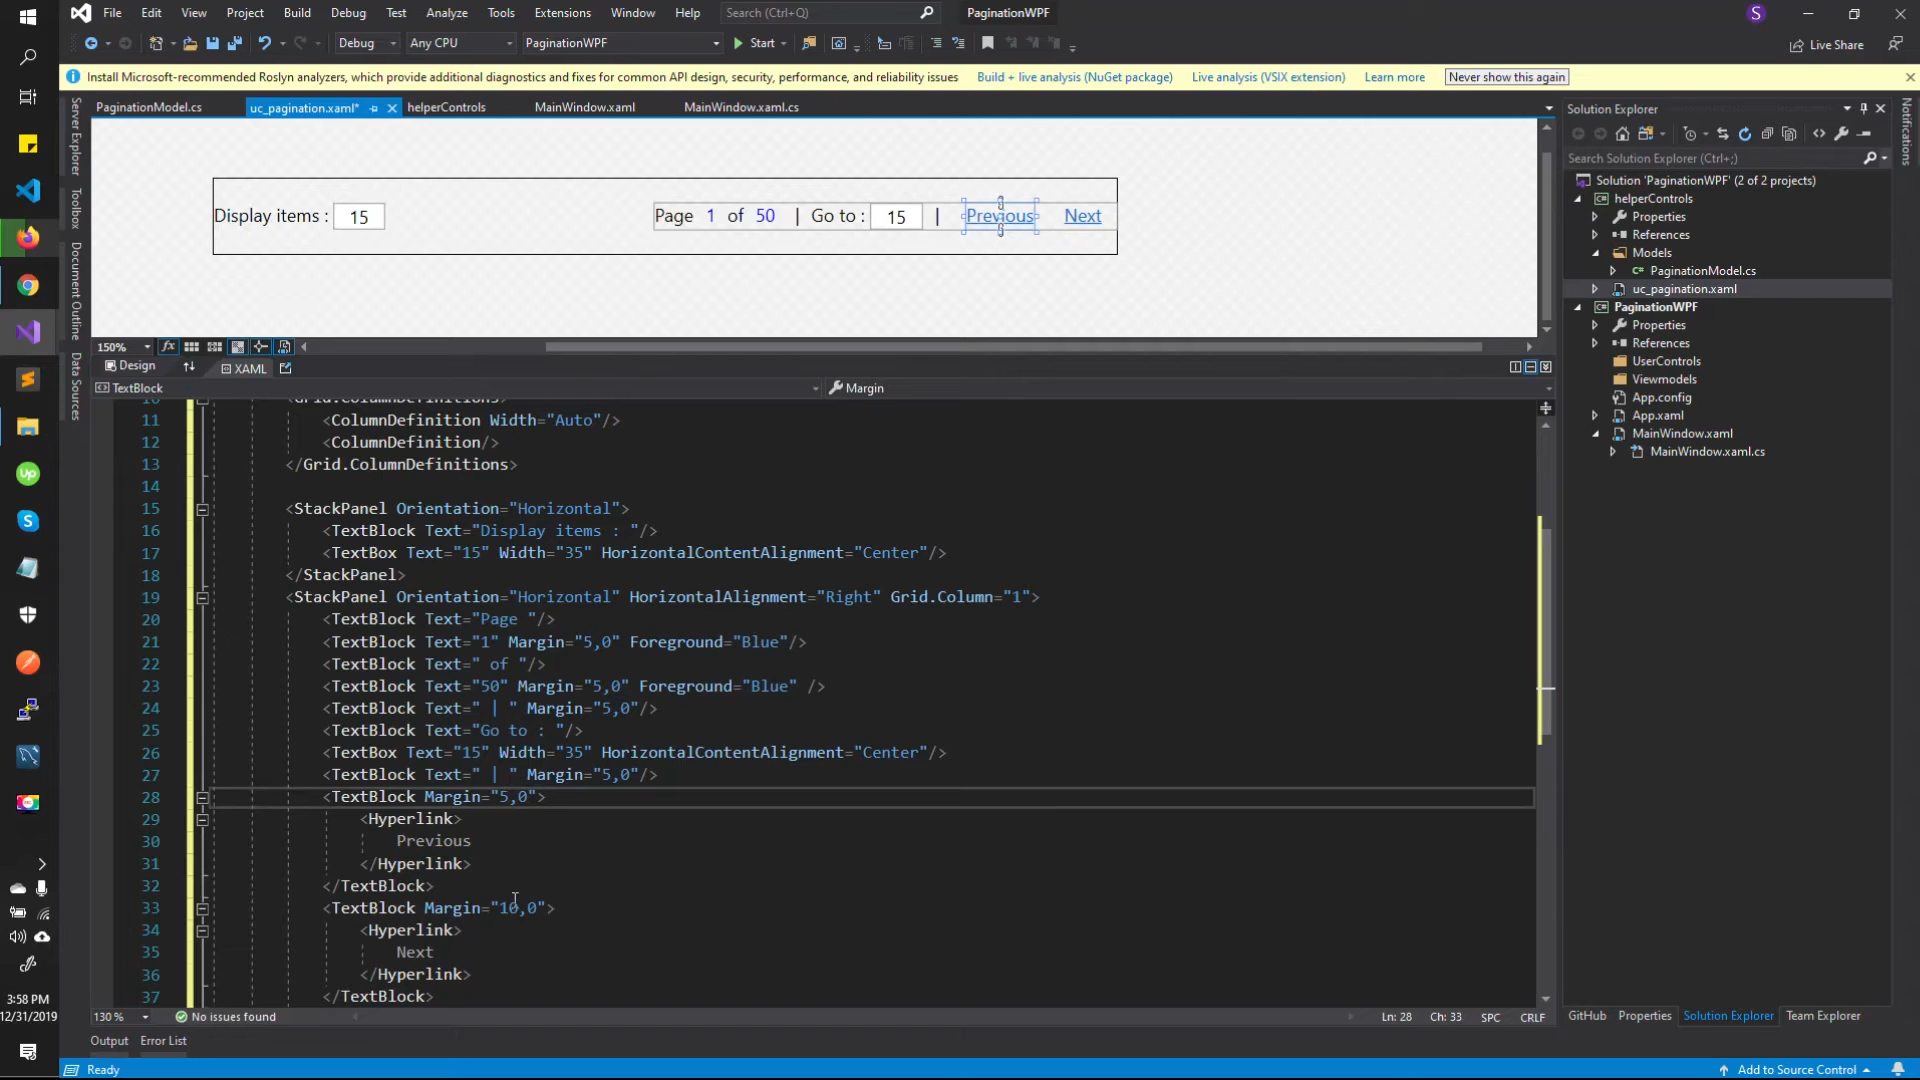 File Edit View Project Build Debug Test Analyze Tools Extensions Window Help Search (Ctrl+Q) PaginationWPF S
Debug Any CPU PaginationWPF Start Live Share
Install Microsoft-recommended Roslyn analyzers, which provide additional diagnostics and fixes for common API design, security, performance, and reliability issues Build + live analysis (NuGet package) Live analysis (VSIX extension) Learn more Never show this again
PaginationModel.cs uc_pagination.xaml* helperControls MainWindow.xaml MainWindow.xaml.cs
Server Explorer
Toolbox
Document Outline
Data Sources
Display items : 15 Page 1 of 50 | Go to : 15 | Previous Next
150% fx
Design XAML
TextBlock Margin
11 <ColumnDefinition Width="Auto"/>
12 <ColumnDefinition/>
13 </Grid.ColumnDefinitions>
14
15 <StackPanel Orientation="Horizontal">
16 <TextBlock Text="Display items : "/>
17 <TextBox Text="15" Width="35" HorizontalContentAlignment="Center"/>
18 </StackPanel>
19 <StackPanel Orientation="Horizontal" HorizontalAlignment="Right" Grid.Column="1">
20 <TextBlock Text="Page "/>
21 <TextBlock Text="1" Margin="5,0" Foreground="Blue"/>
22 <TextBlock Text=" of "/>
23 <TextBlock Text="50" Margin="5,0" Foreground="Blue" />
24 <TextBlock Text=" | " Margin="5,0"/>
25 <TextBlock Text="Go to : "/>
26 <TextBox Text="15" Width="35" HorizontalContentAlignment="Center"/>
27 <TextBlock Text=" | " Margin="5,0"/>
28 <TextBlock Margin="5,0">
29 <Hyperlink>
30 Previous
31 </Hyperlink>
32 </TextBlock>
33 <TextBlock Margin="10,0">
34 <Hyperlink>
35 Next
36 </Hyperlink>
37 </TextBlock>
130 % No issues found Ln: 28 Ch: 33 SPC CRLF
Output Error List
Ready Add to Source Control
Solution Explorer
Search Solution Explorer (Ctrl+;)
Solution 'PaginationWPF' (2 of 2 projects)
helperControls
Properties
References
Models
C# PaginationModel.cs
uc_pagination.xaml
PaginationWPF
Properties
References
UserControls
Viewmodels
App.config
App.xaml
MainWindow.xaml
MainWindow.xaml.cs
GitHub Properties Solution Explorer Team Explorer
Notifications
Up
3:58 PM
12/31/2019